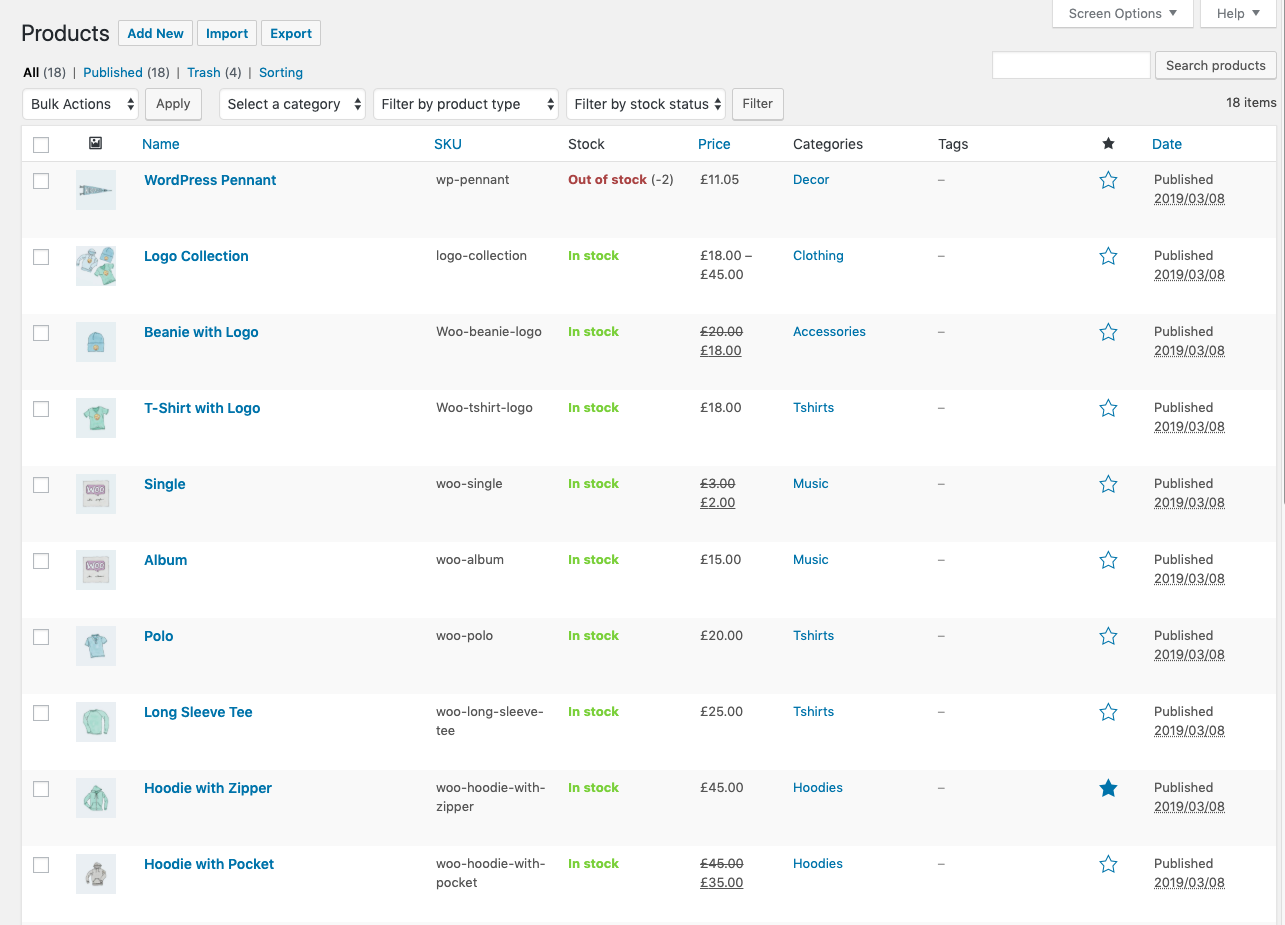 Screen Options Help
Products Add New Import Export
All (18) | Published (18) | Trash (4) | Sorting
Search products
Bulk Actions Apply Select a category Filter by product type Filter by stock status Filter 18 items
Name SKU Stock Price Categories Tags Date
WordPress Pennant wp-pennant Out of stock (-2) £11.05 Decor – Published
2019/03/08
Logo Collection logo-collection In stock £18.00 – Clothing – Published
£45.00 2019/03/08
Beanie with Logo Woo-beanie-logo In stock £20.00 Accessories – Published
£18.00 2019/03/08
T-Shirt with Logo Woo-tshirt-logo In stock £18.00 Tshirts – Published
2019/03/08
WOO
Single woo-single In stock £3.00 Music – Published
£2.00 2019/03/08
WOO
Album woo-album In stock £15.00 Music – Published
2019/03/08
Polo woo-polo In stock £20.00 Tshirts – Published
2019/03/08
Long Sleeve Tee woo-long-sleeve- In stock £25.00 Tshirts – Published
tee 2019/03/08
Hoodie with Zipper woo-hoodie-with- In stock £45.00 Hoodies – Published
zipper 2019/03/08
Hoodie with Pocket woo-hoodie-with- In stock £45.00 Hoodies – Published
pocket £35.00 2019/03/08